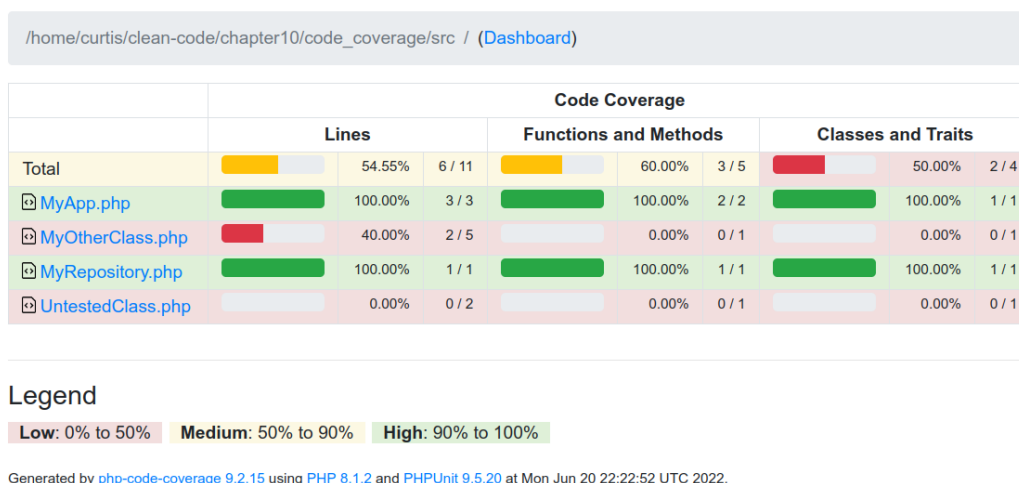 /home/curtis/clean-code/chapter10/code_coverage/src / (Dashboard)
Code Coverage
Lines Functions and Methods Classes and Traits
Total 54.55% 6 / 11 60.00% 3 / 5 50.00% 2 / 4
MyApp.php 100.00% 3 / 3 100.00% 2 / 2 100.00% 1 / 1
MyOtherClass.php 40.00% 2 / 5 0.00% 0 / 1 0.00% 0 / 1
MyRepository.php 100.00% 1 / 1 100.00% 1 / 1 100.00% 1 / 1
UntestedClass.php 0.00% 0 / 2 0.00% 0 / 1 0.00% 0 / 1
Legend
Low: 0% to 50% Medium: 50% to 90% High: 90% to 100%
Generated by php-code-coverage 9.2.15 using PHP 8.1.2 and PHPUnit 9.5.20 at Mon Jun 20 22:22:52 UTC 2022.